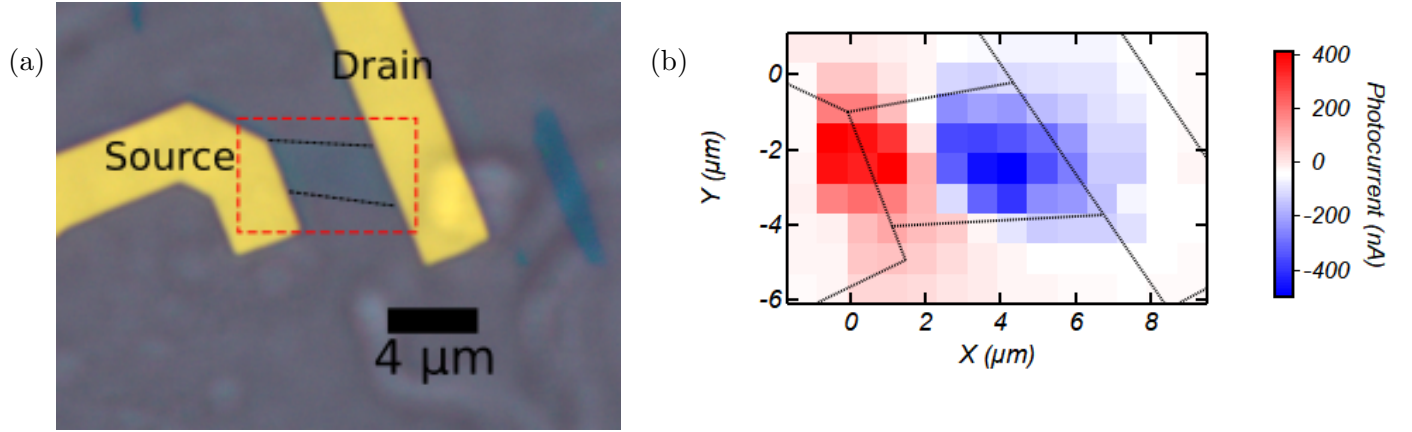 (a)
Source
Drain
4 μm
(b)
Y (μm)
0
-2
-4
-6
0
2
4
6
8
X (μm)
400
200
0
-200
-400
Photocurrent (nA)